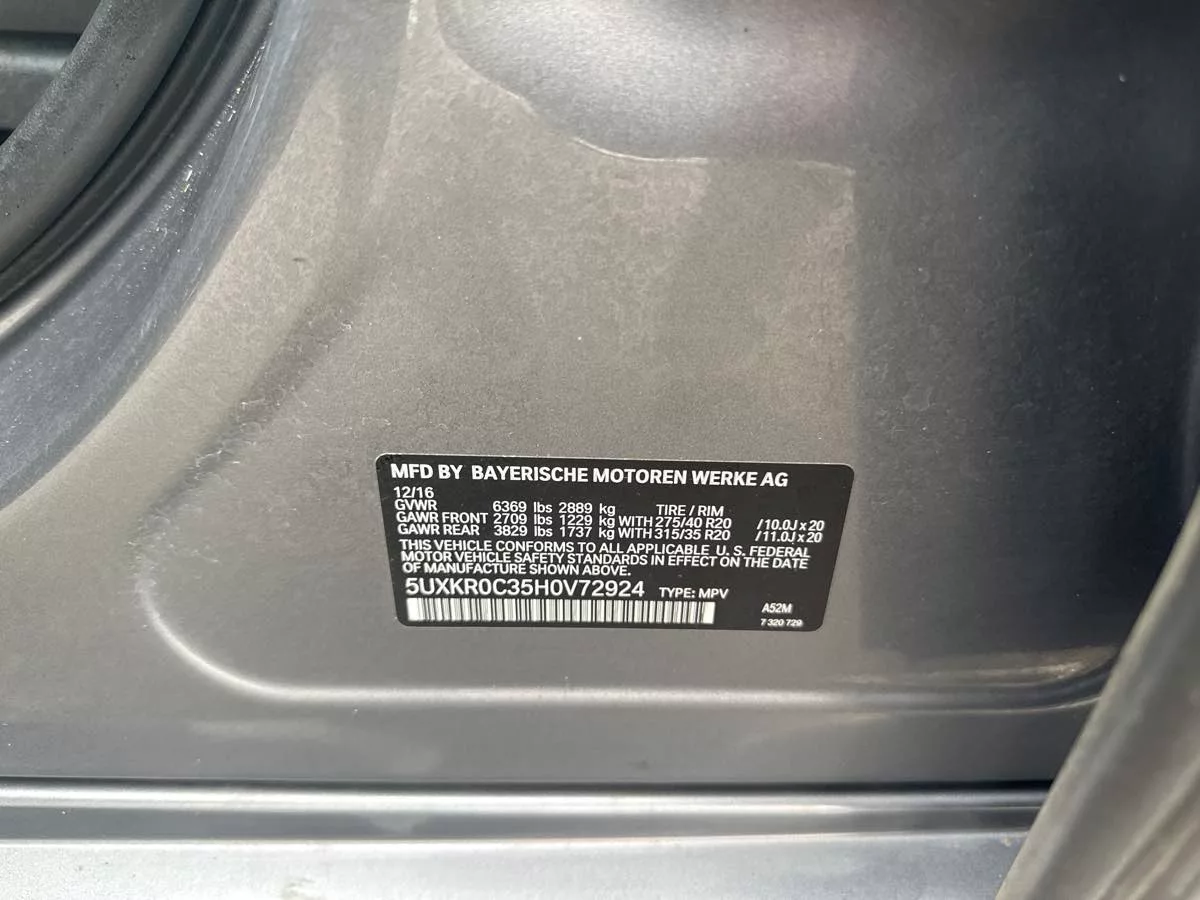 MFD BY BAYERISCHE MOTOREN WERKE AG
12/16
GVWR 6369 lbs 2889 kg TIRE / RIM
GAWR FRONT 2709 lbs 1229 kg WITH 275/40 R20 /10.0J x 20
GAWR REAR 3829 lbs 1737 kg WITH 315/35 R20 /11.0J x 20
THIS VEHICLE CONFORMS TO ALL APPLICABLE U. S. FEDERAL
MOTOR VEHICLE SAFETY STANDARDS IN EFFECT ON THE DATE
OF MANUFACTURE SHOWN ABOVE.
5UXKR0C35H0V72924 TYPE: MPV
A52M
7 320 729